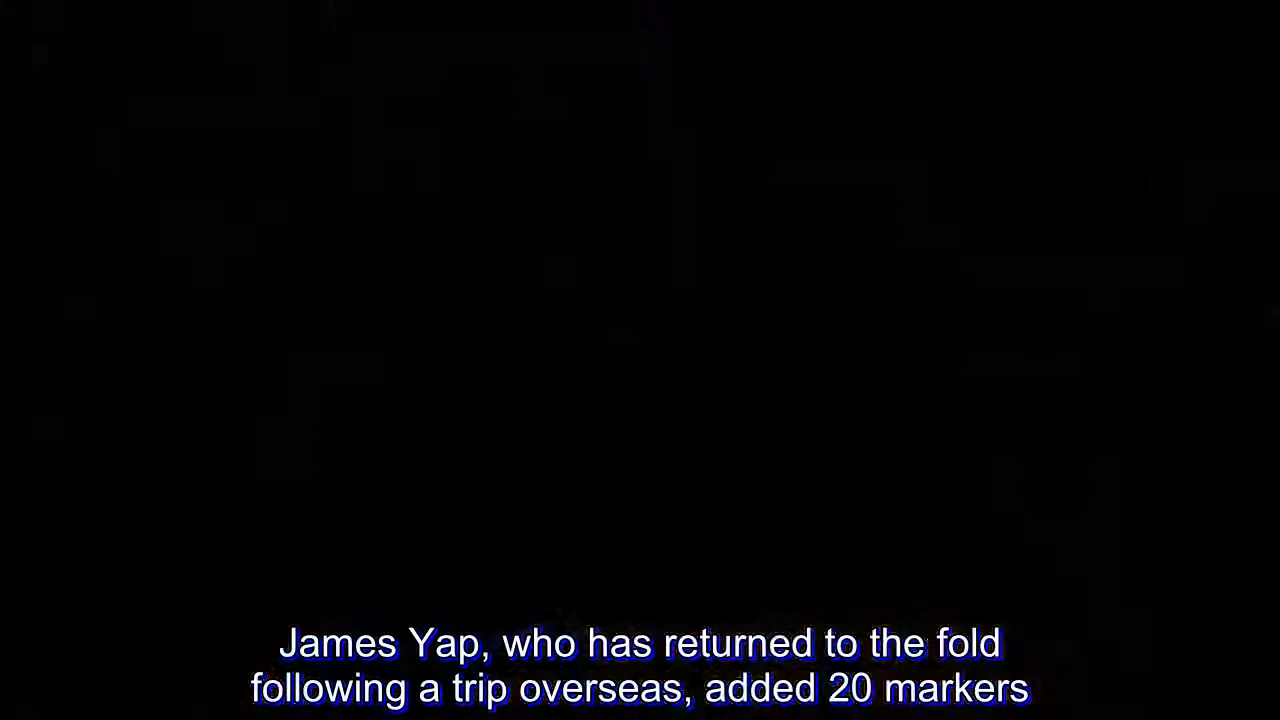 James Yap, who has returned to the fold
following a trip overseas, added 20 markers